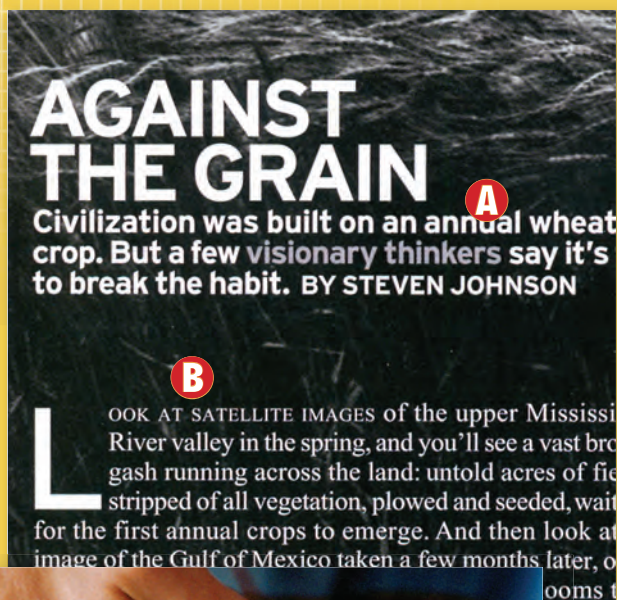 AGAINST
THE GRAIN
A
Civilization was built on an annual wheat
crop. But a few visionary thinkers say it's
to break the habit. BY STEVEN JOHNSON
B
LOOK AT SATELLITE IMAGES of the upper Mississi
River valley in the spring, and you'll see a vast bro
gash running across the land: untold acres of fie
stripped of all vegetation, plowed and seeded, wait
for the first annual crops to emerge. And then look at
image of the Gulf of Mexico taken a few months later, o
ooms t